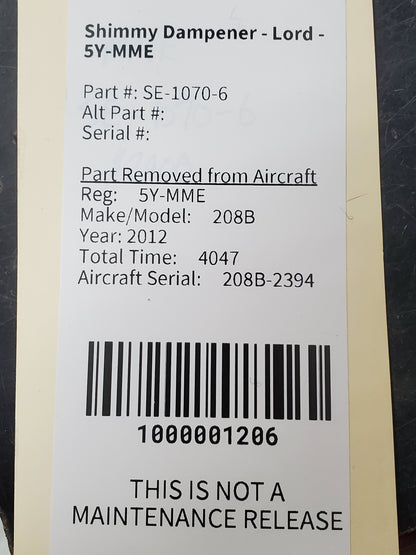 Shimmy Dampener - Lord -
5Y-MME
Part #: SE-1070-6
Alt Part #:
Serial #:
Part Removed from Aircraft
Reg: 5Y-MME
Make/Model: 208B
Year: 2012
Total Time: 4047
Aircraft Serial: 208B-2394
1000001206
THIS IS NOT A
MAINTENANCE RELEASE